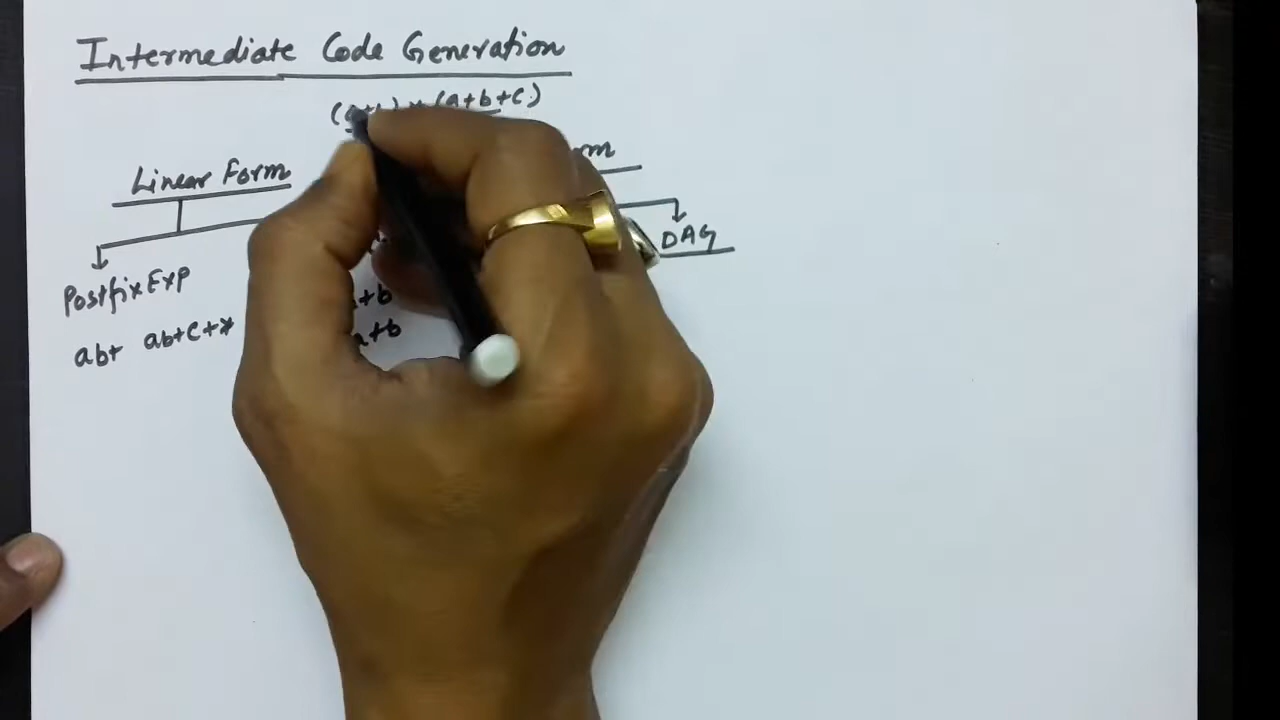 Intermediate Code Generation
(a+b) * (a+b+c)
Linear Form
DAG
Postfix Exp
a+b
ab+ ab+c+*
a+b